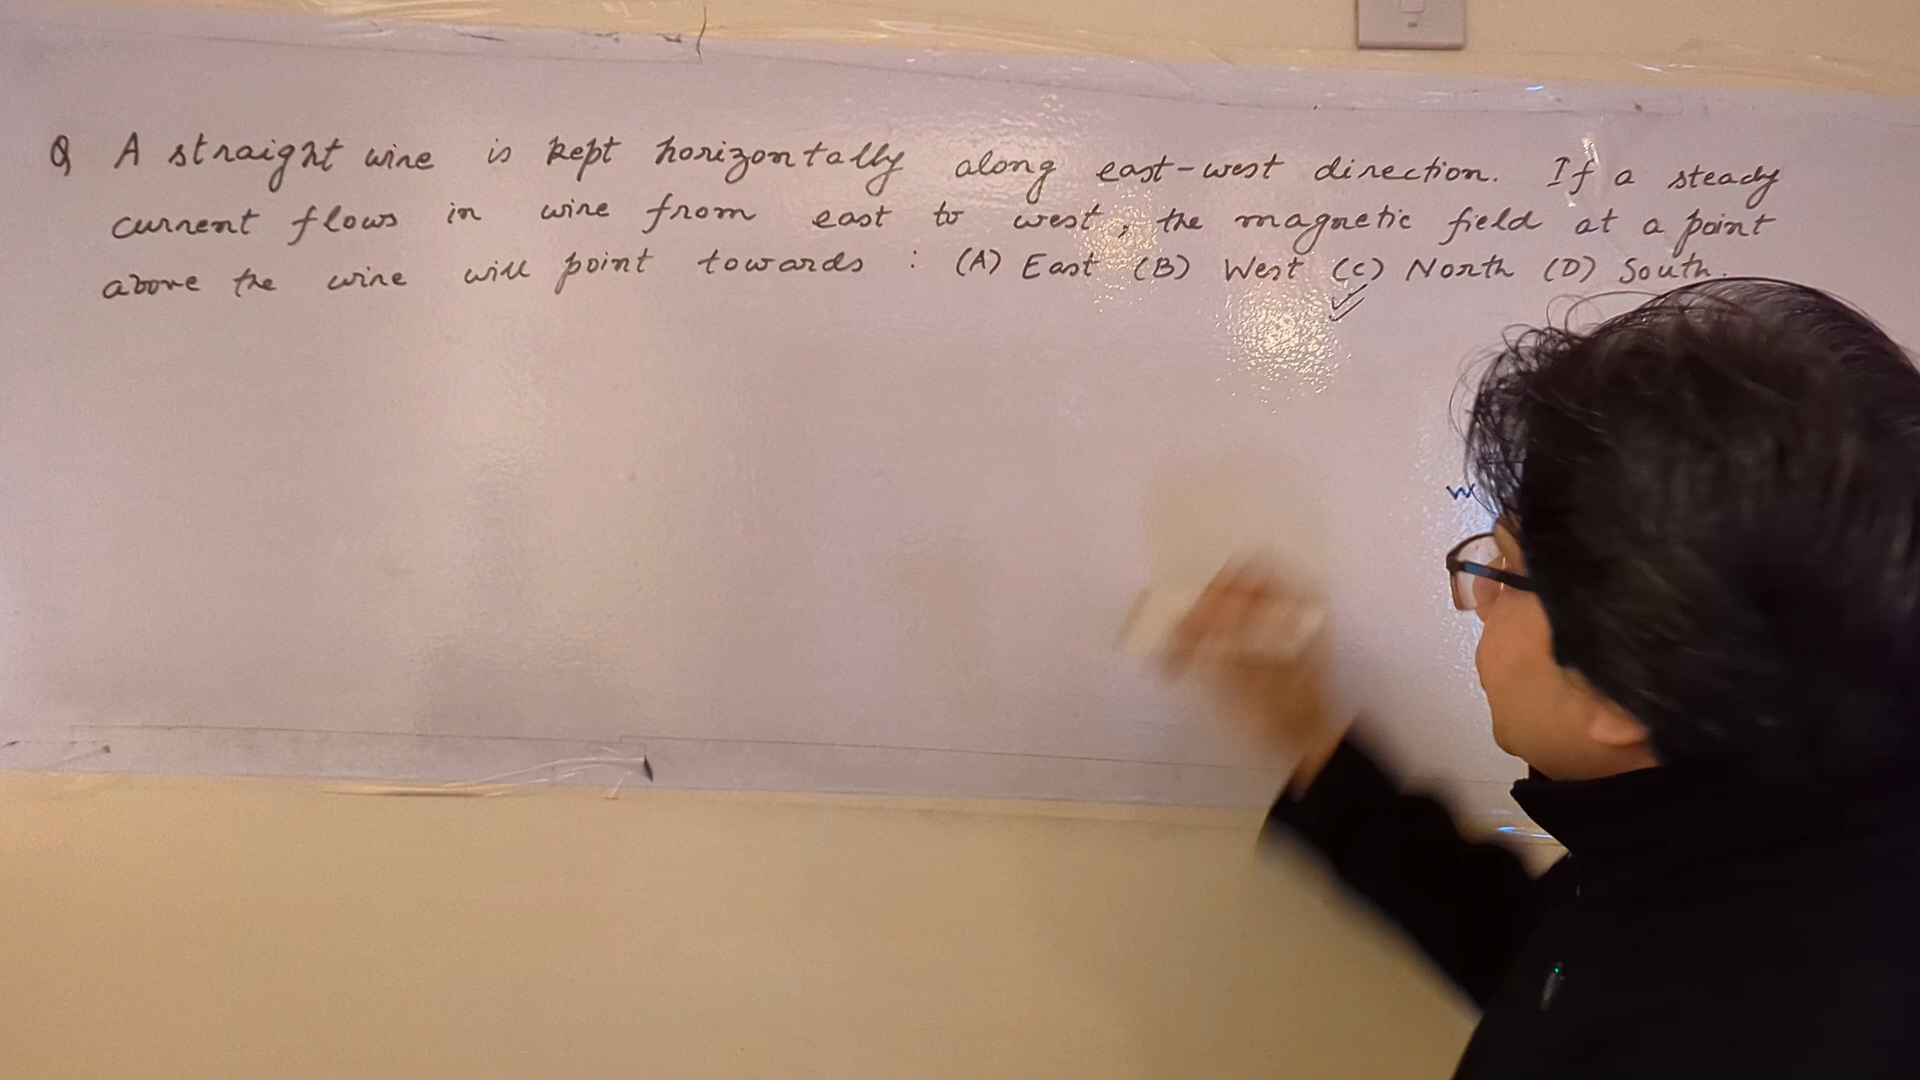 Q A straight wire is kept horizontally along east-west direction. If a steady
current flows in wire from east to west, the magnetic field at a point
above the wire will point towards : (A) East (B) West (C) North (D) South.
W